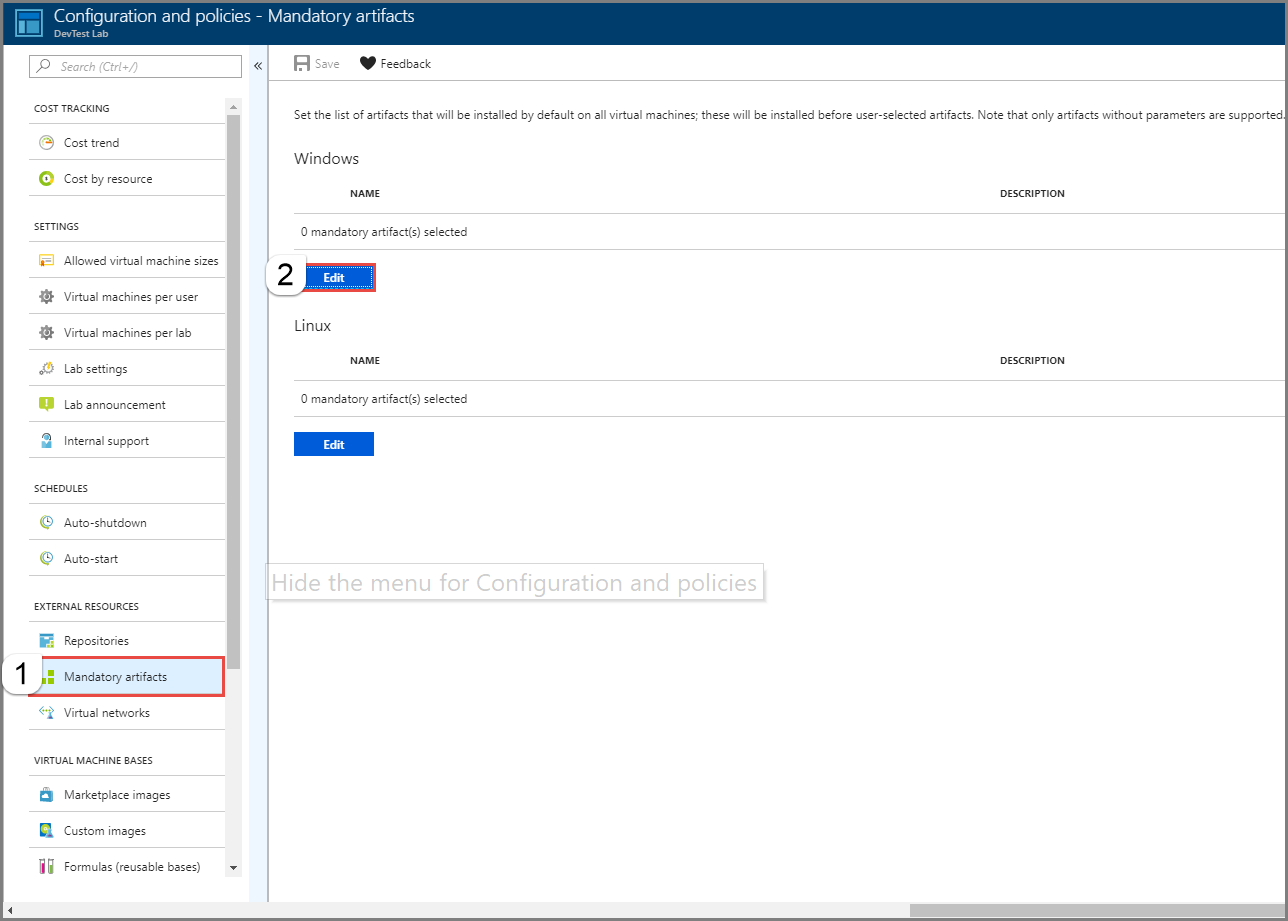 Configuration and policies - Mandatory artifacts
DevTest Lab
Search (Ctrl+/)
«
Save
Feedback
COST TRACKING
Cost trend
Cost by resource
SETTINGS
Allowed virtual machine sizes
Virtual machines per user
Virtual machines per lab
Lab settings
Lab announcement
Internal support
SCHEDULES
Auto-shutdown
Auto-start
EXTERNAL RESOURCES
Repositories
1
Mandatory artifacts
Virtual networks
VIRTUAL MACHINE BASES
Marketplace images
Custom images
Formulas (reusable bases)
Set the list of artifacts that will be installed by default on all virtual machines; these will be installed before user-selected artifacts. Note that only artifacts without parameters are supported.
Windows
NAME DESCRIPTION
0 mandatory artifact(s) selected
2
Edit
Linux
NAME DESCRIPTION
0 mandatory artifact(s) selected
Edit
Hide the menu for Configuration and policies